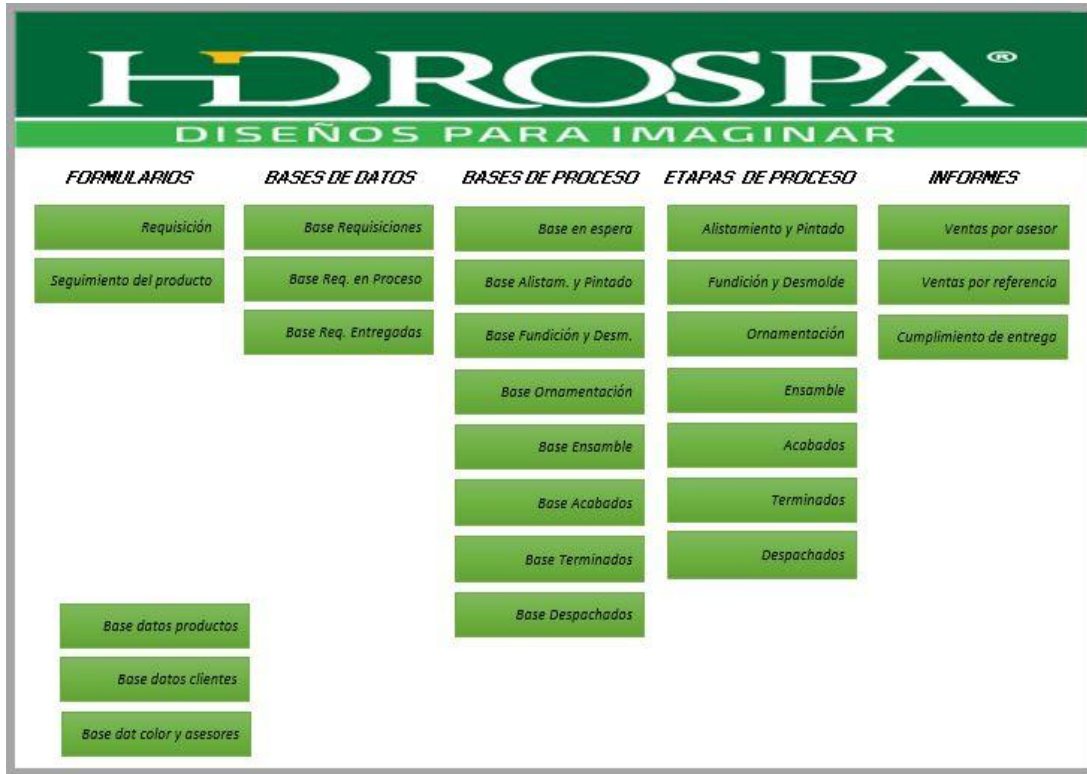 HIDROSPA®
DISEÑOS PARA IMAGINAR
FORMULARIOS
Requisición
Seguimiento del producto
BASES DE DATOS
Base Requisiciones
Base Req. en Proceso
Base Req. Entregadas
BASES DE PROCESO
Base en espera
Base Alistam. y Pintado
Base Fundición y Desm.
Base Ornamentación
Base Ensamble
Base Acabados
Base Terminados
Base Despachados
ETAPAS DE PROCESO
Alistamiento y Pintado
Fundición y Desmolde
Ornamentación
Ensamble
Acabados
Terminados
Despachados
INFORMES
Ventas por asesor
Ventas por referencia
Cumplimiento de entrega
Base datos productos
Base datos clientes
Base dat color y asesores